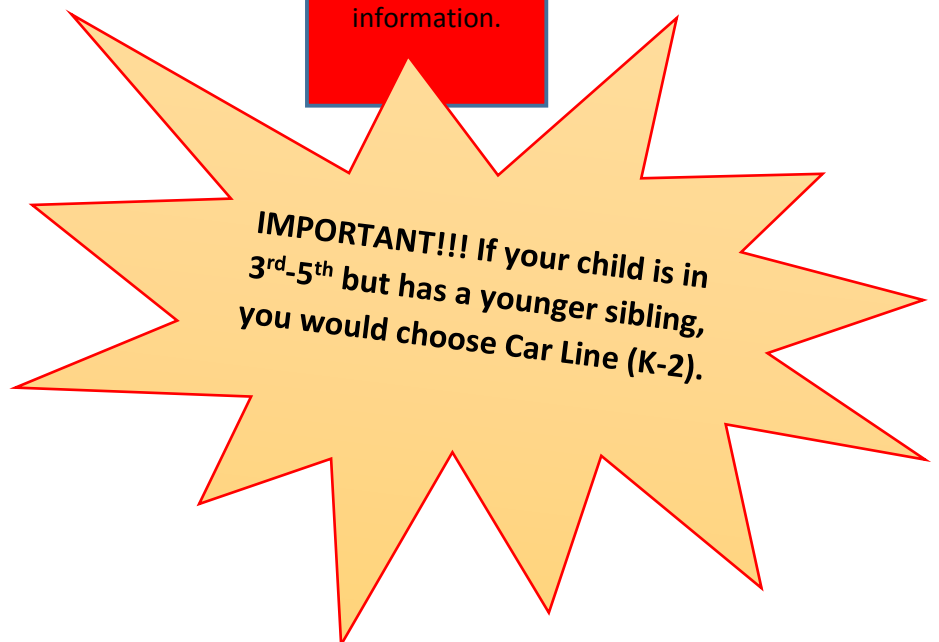 information.
IMPORTANT!!! If your child is in
3rd-5th but has a younger sibling,
you would choose Car Line (K-2).